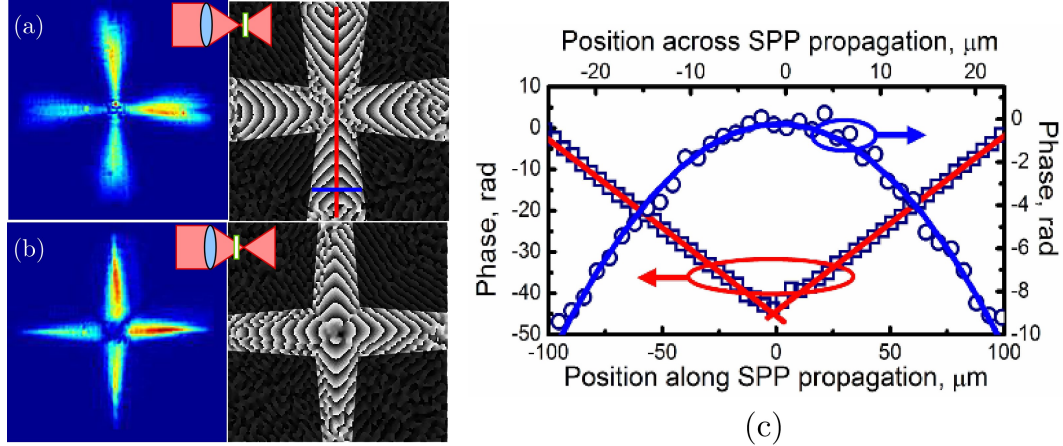 (a)
(b)
Position across SPP propagation, μm
-20 -10 0 10 20
10
0
-10
-20
-30
-40
-50
Phase, rad
0
-2
-4
-6
-8
-10
Phase, rad
-100 -50 0 50 100
Position along SPP propagation, μm
(c)